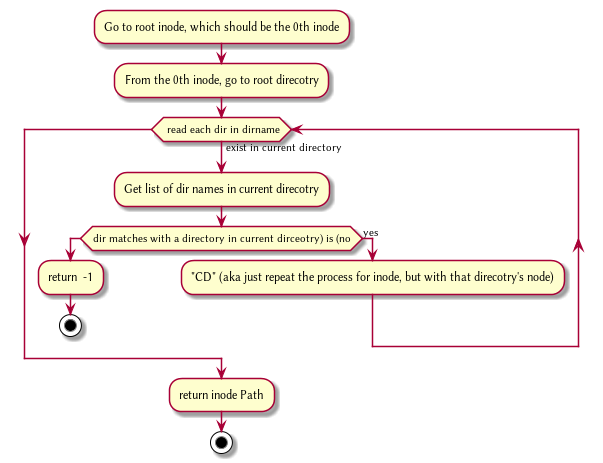 Go to root inode, which should be the 0th inode
From the 0th inode, go to root direcotry
read each dir in dirname
exist in current directory
Get list of dir names in current direcotry
dir matches with a directory in current dirceotry) is (no
yes
return -1
"CD" (aka just repeat the process for inode, but with that direcotry's node)
return inode Path